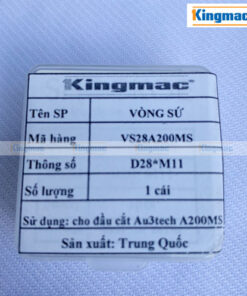 Kingmac
Kingmac
Tên SP VÒNG SỨ
Mã hàng VS28A200MS
Thông số D28*M11
Số lượng 1 cái
Sử dụng: cho đầu cắt Au3tech A200MS
Sản xuất: Trung Quốc